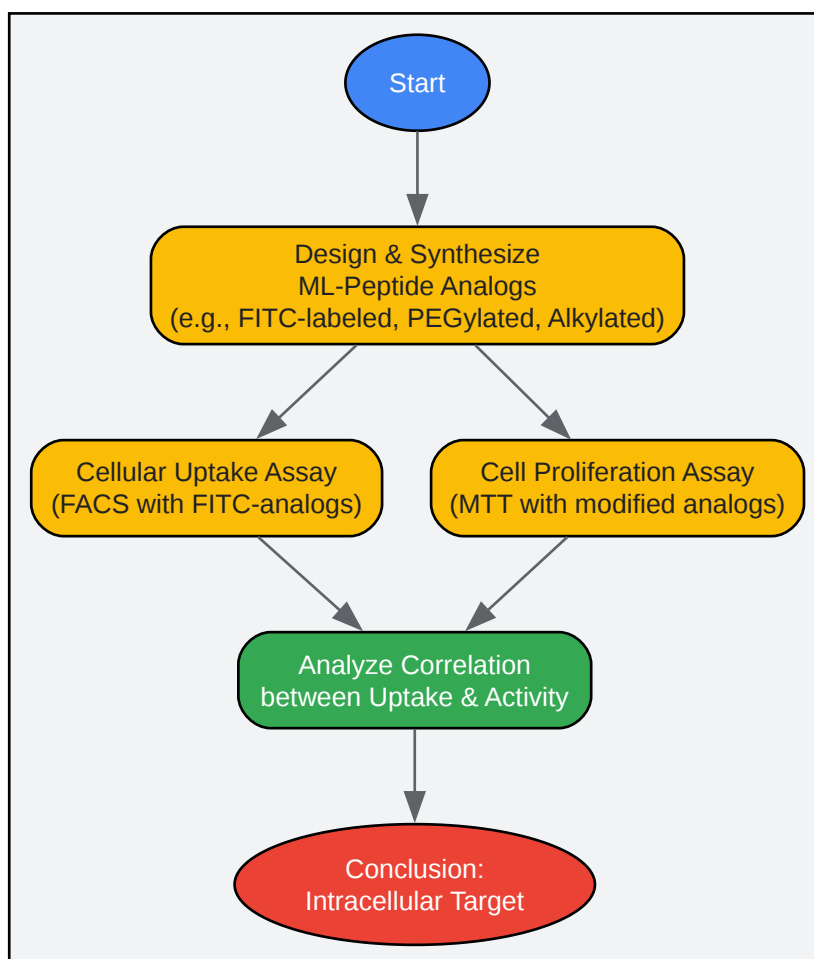 Start
Design & Synthesize
ML-Peptide Analogs
(e.g., FITC-labeled, PEGylated, Alkylated)
Cellular Uptake Assay
(FACS with FITC-analogs)
Cell Proliferation Assay
(MTT with modified analogs)
Analyze Correlation
between Uptake & Activity
Conclusion:
Intracellular Target